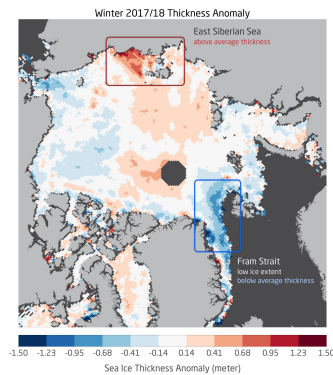 Winter 2017/18 Thickness Anomaly
East Siberian Sea
above average thickness
Fram Strait
low ice extent
below average thickness
-1.50 -1.23 -0.95 -0.68 -0.41 -0.14 0.14 0.41 0.68 0.95 1.23 1.50
Sea Ice Thickness Anomaly (meter)